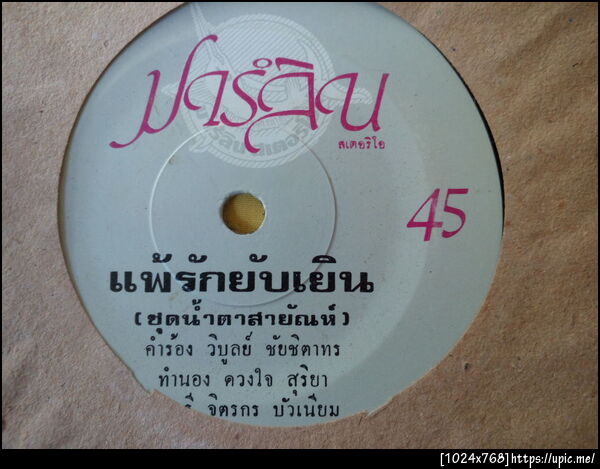 มาร์ลิน
สเตอริโอ
45
แพ้รักยับเยิน
(ชุดน้ำตาสายัณห์)
คำร้อง วิบูลย์ ชัยชิตาทร
ทำนอง ดวงใจ สุริยา
จิตรกร บัวเนียม
[1024x768]https://upic.me/